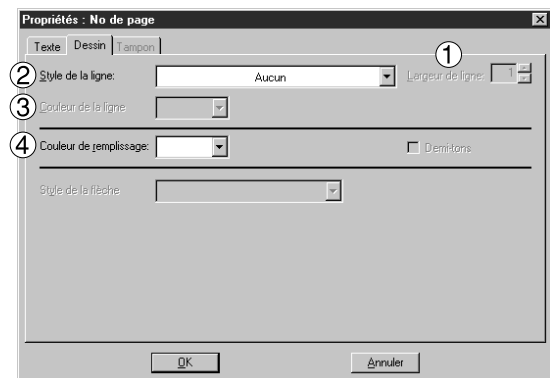 Propriétés : No de page
Texte Dessin Tampon
1
2 Style de la ligne: Aucun Largeur de ligne: 1
3 Couleur de la ligne
4 Couleur de remplissage: Demi-tons
Style de la flèche
OK Annuler